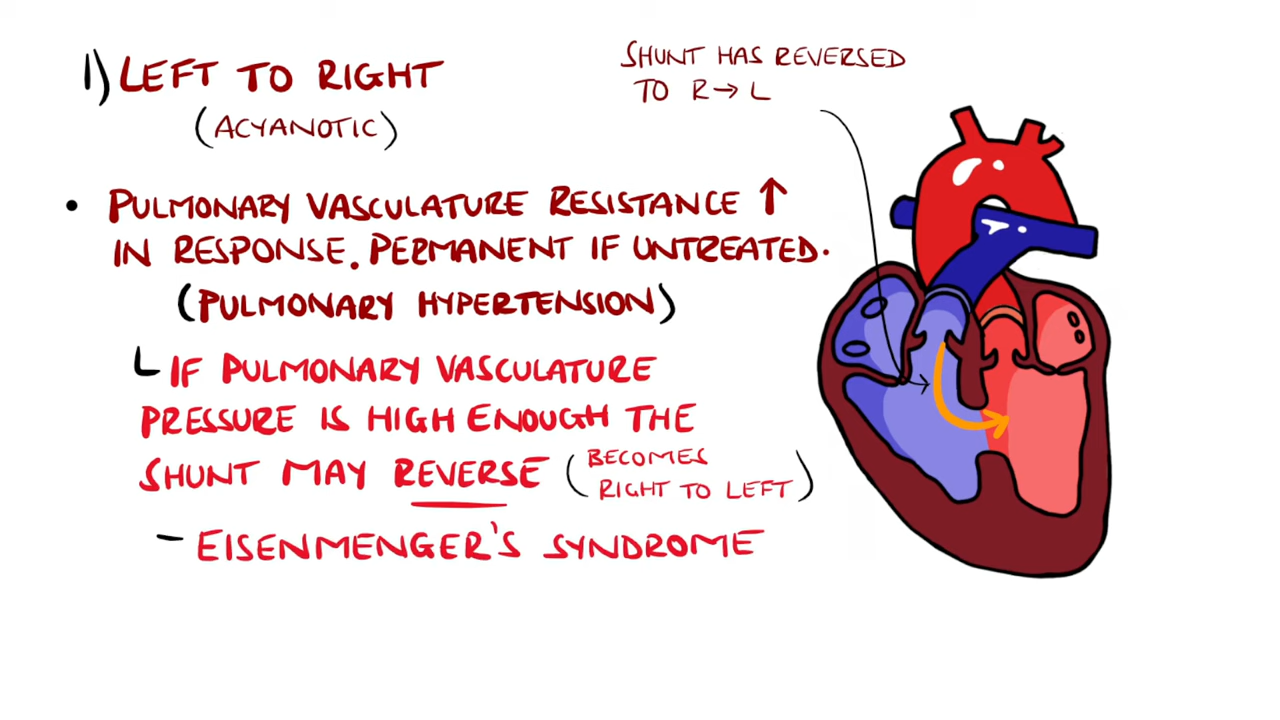 1) LEFT TO RIGHT
(ACYANOTIC)
SHUNT HAS REVERSED
TO R → L
• PULMONARY VASCULATURE RESISTANCE ↑
IN RESPONSE. PERMANENT IF UNTREATED.
(PULMONARY HYPERTENSION)
IF PULMONARY VASCULATURE
PRESSURE IS HIGH ENOUGH THE
SHUNT MAY REVERSE (BECOMES
RIGHT TO LEFT)
- EISENMENGER'S SYNDROME